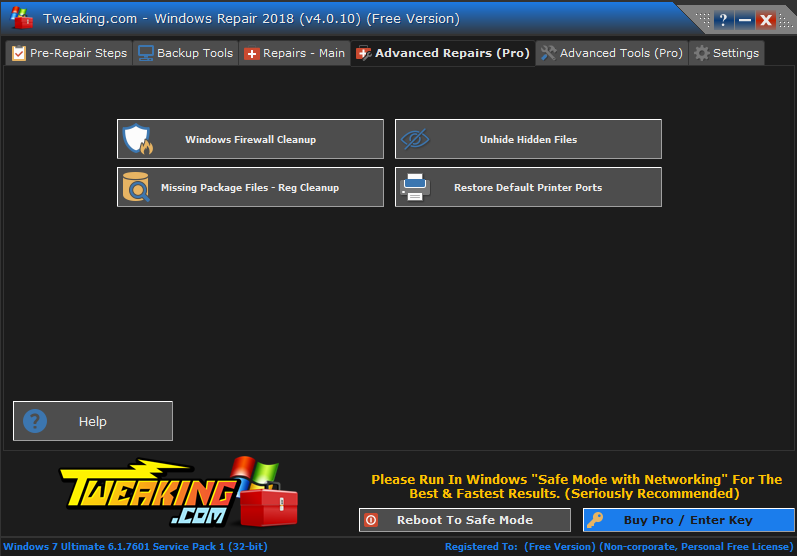 Tweaking.com - Windows Repair 2018 (v4.0.10) (Free Version)
?
Pre-Repair Steps
Backup Tools
Repairs - Main
Advanced Repairs (Pro)
Advanced Tools (Pro)
Settings
Windows Firewall Cleanup
Unhide Hidden Files
Missing Package Files - Reg Cleanup
Restore Default Printer Ports
? Help
TWEAKING
.COM
Please Run In Windows "Safe Mode with Networking" For The
Best & Fastest Results. (Seriously Recommended)
Reboot To Safe Mode
Buy Pro / Enter Key
Windows 7 Ultimate 6.1.7601 Service Pack 1 (32-bit)
Registered To: (Free Version) (Non-corporate, Personal Free License)